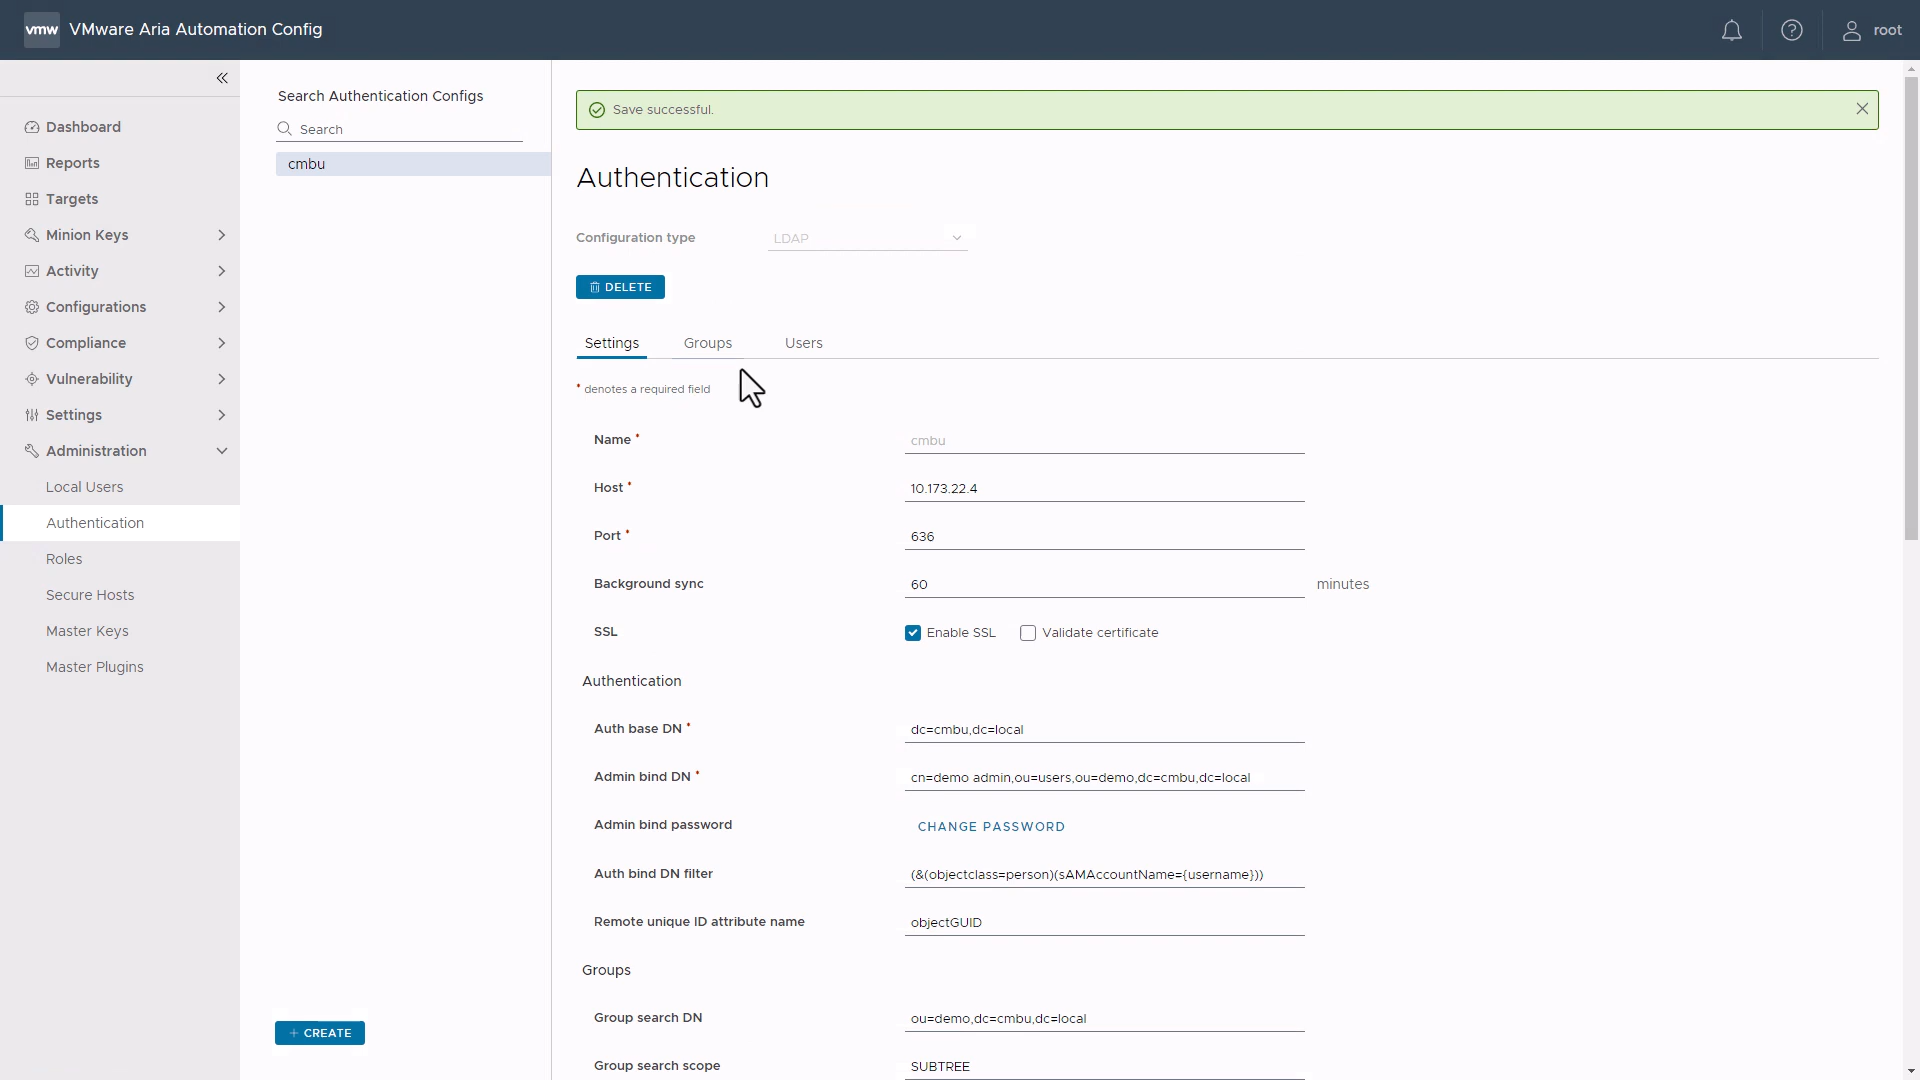 vmw VMware Aria Automation Config
root
Dashboard
Reports
Targets
Minion Keys
Activity
Configurations
Compliance
Vulnerability
Settings
Administration
Local Users
Authentication
Roles
Secure Hosts
Master Keys
Master Plugins
Search Authentication Configs
Search
cmbu
+ CREATE
Save successful.
Authentication
Configuration type LDAP
DELETE
Settings Groups Users
* denotes a required field
Name * cmbu
Host * 10.173.22.4
Port * 636
Background sync 60 minutes
SSL Enable SSL Validate certificate
Authentication
Auth base DN * dc=cmbu,dc=local
Admin bind DN * cn=demo admin,ou=users,ou=demo,dc=cmbu,dc=local
Admin bind password CHANGE PASSWORD
Auth bind DN filter (&(objectclass=person)(sAMAccountName={username}))
Remote unique ID attribute name objectGUID
Groups
Group search DN ou=demo,dc=cmbu,dc=local
Group search scope SUBTREE